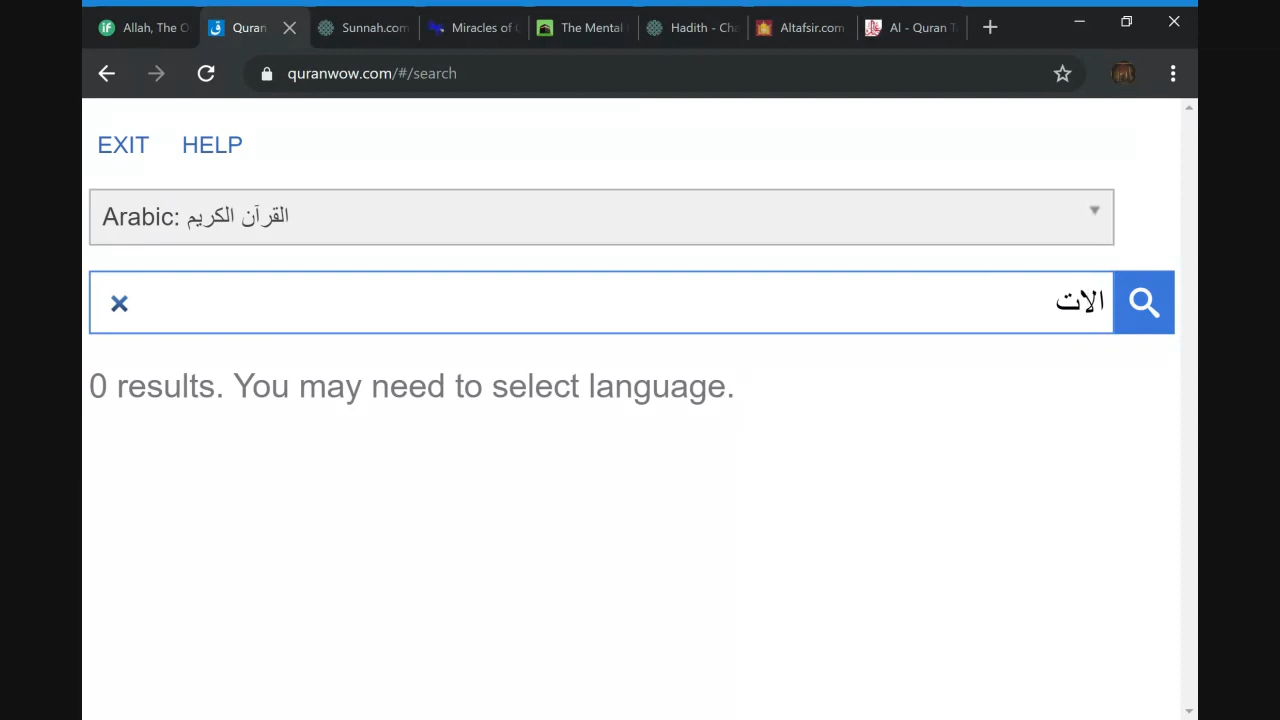 Allah, The O
Quran
Sunnah.com
Miracles of
The Mental
Hadith - Cha
Altafsir.com
Al - Quran T
quranwow.com/#/search
EXIT HELP
Arabic: القرآن الكريم
الات
0 results. You may need to select language.